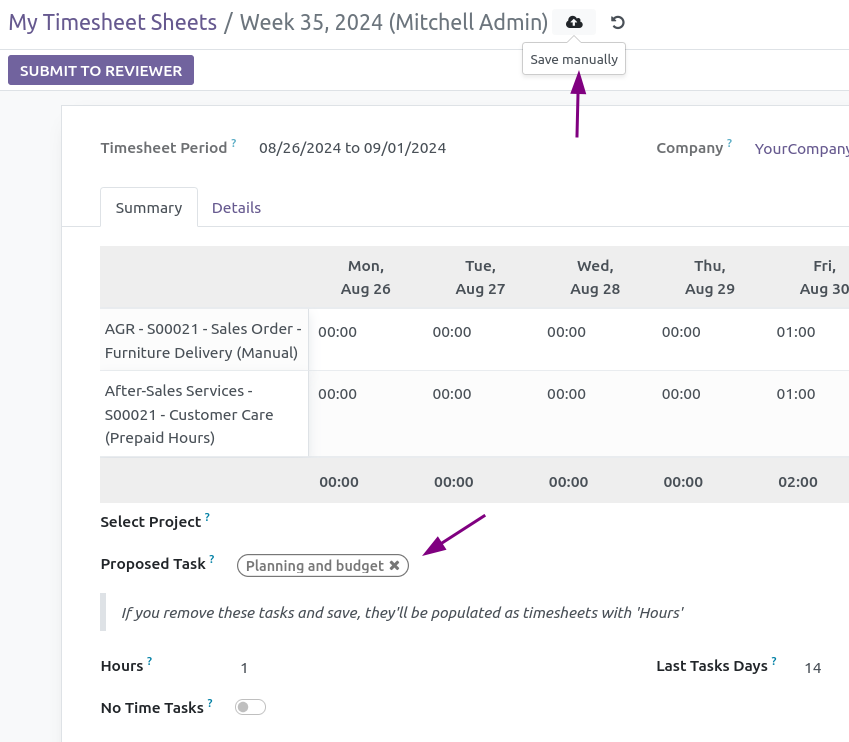 My Timesheet Sheets / Week 35, 2024 (Mitchell Admin)
Save manually
SUBMIT TO REVIEWER
Timesheet Period ? 08/26/2024 to 09/01/2024 Company ? YourCompany
Summary Details
Mon, Tue, Wed, Thu, Fri,
Aug 26 Aug 27 Aug 28 Aug 29 Aug 30
AGR - S00021 - Sales Order -
Furniture Delivery (Manual)
00:00 00:00 00:00 00:00 01:00
After-Sales Services -
S00021 - Customer Care
(Prepaid Hours)
00:00 00:00 00:00 00:00 01:00
00:00 00:00 00:00 00:00 02:00
Select Project ?
Proposed Task ? Planning and budget ✖
If you remove these tasks and save, they'll be populated as timesheets with 'Hours'
Hours ? 1 Last Tasks Days ? 14
No Time Tasks ?